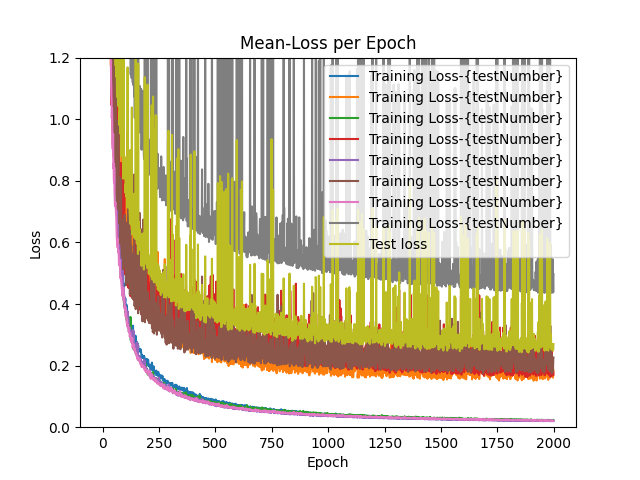 Mean-Loss per Epoch
Loss
1.2
1.0
0.8
0.6
0.4
0.2
0.0
Training Loss-{testNumber}
Training Loss-{testNumber}
Training Loss-{testNumber}
Training Loss-{testNumber}
Training Loss-{testNumber}
Training Loss-{testNumber}
Training Loss-{testNumber}
Training Loss-{testNumber}
Test loss
0 250 500 750 1000 1250 1500 1750 2000
Epoch